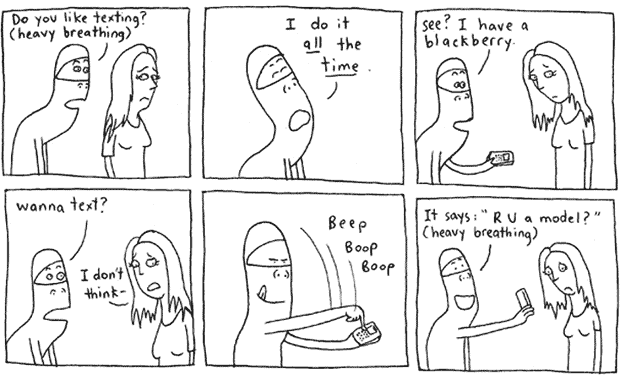 Do you like texting?
(heavy breathing)
I do it
all the
time.
see? I have a
blackberry.
wanna text?
I don't
think-
Beep
Boop
Boop
It says: "R U a model?"
(heavy breathing)